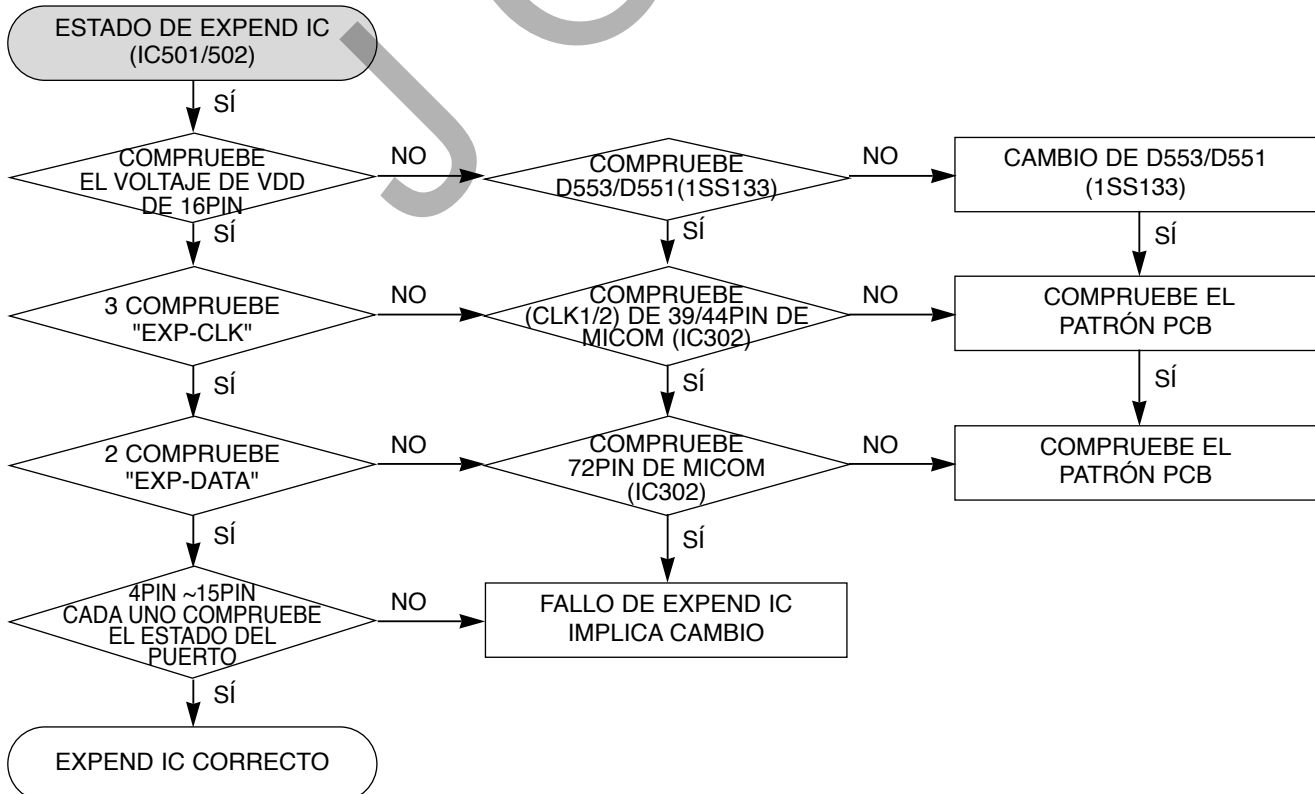 ESTADO DE EXPEND IC
(IC501/502)
SÍ
COMPRUEBE
EL VOLTAJE DE VDD
DE 16PIN
NO
COMPRUEBE
D553/D551(1SS133)
NO
CAMBIO DE D553/D551
(1SS133)
SÍ
SÍ
SÍ
3 COMPRUEBE
"EXP-CLK"
NO
COMPRUEBE
(CLK1/2) DE 39/44PIN DE
MICOM (IC302)
NO
COMPRUEBE EL
PATRÓN PCB
SÍ
SÍ
SÍ
2 COMPRUEBE
"EXP-DATA"
NO
COMPRUEBE
72PIN DE MICOM
(IC302)
NO
COMPRUEBE EL
PATRÓN PCB
SÍ
SÍ
4PIN ~15PIN
CADA UNO COMPRUEBE
EL ESTADO DEL
PUERTO
NO
FALLO DE EXPEND IC
IMPLICA CAMBIO
SÍ
EXPEND IC CORRECTO